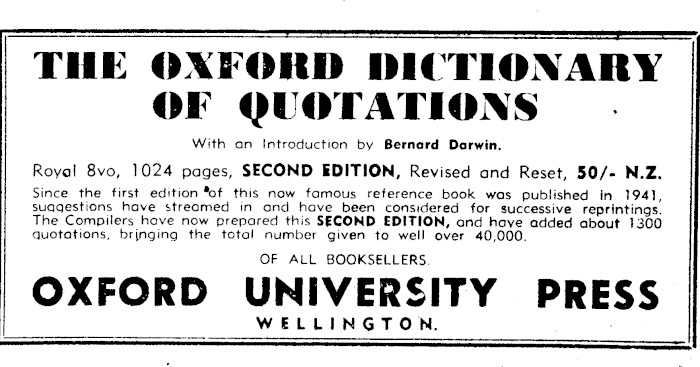 THE OXFORD DICTIONARY
OF QUOTATIONS
With an Introduction by Bernard Darwin.
Royal 8vo, 1024 pages, SECOND EDITION, Revised and Reset, 50/- N.Z.
Since the first edition of this now famous reference book was published in 1941,
suggestions have streamed in and have been considered for successive reprintings.
The Compilers have now prepared this SECOND EDITION, and have added about 1300
quotations, bringing the total number given to well over 40,000.
OF ALL BOOKSELLERS.
OXFORD UNIVERSITY PRESS
WELLINGTON.